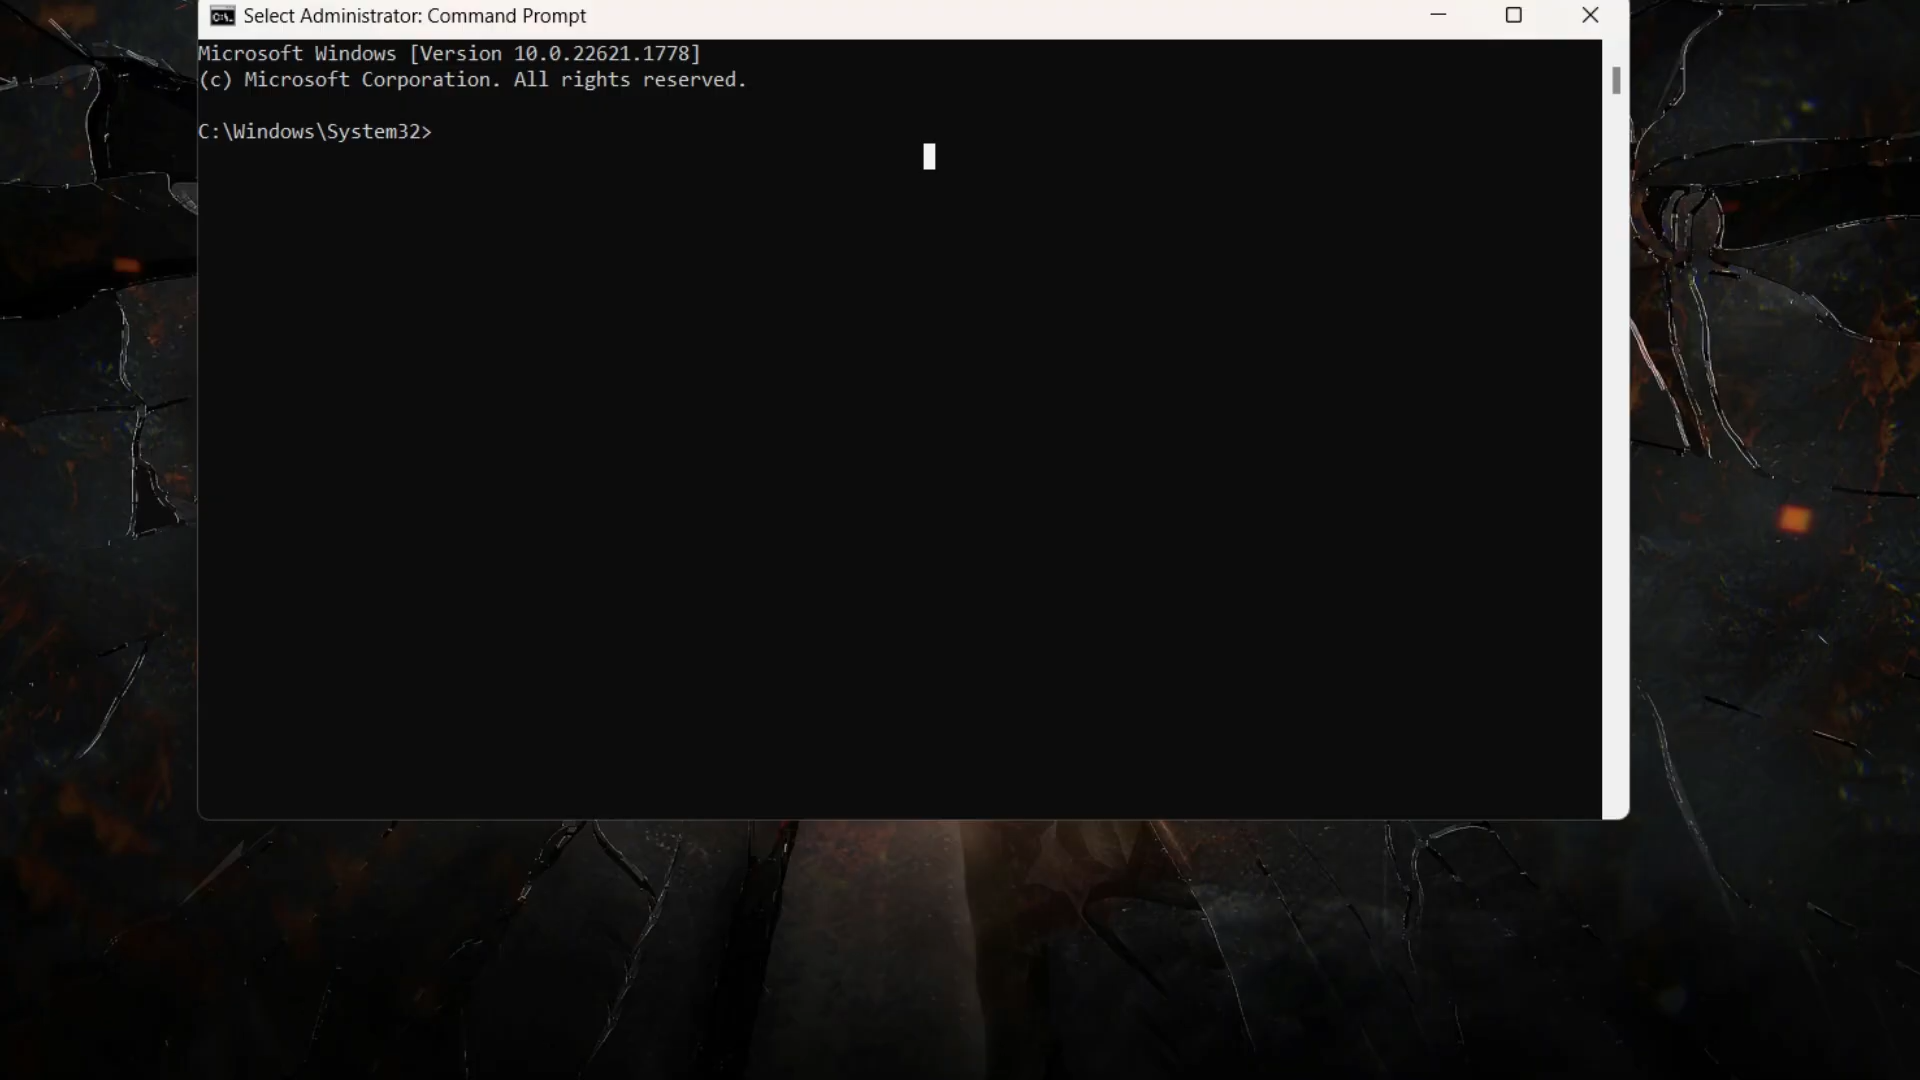 Select Administrator: Command Prompt
Microsoft Windows [Version 10.0.22621.1778]
(c) Microsoft Corporation. All rights reserved.
C:\Windows\System32>